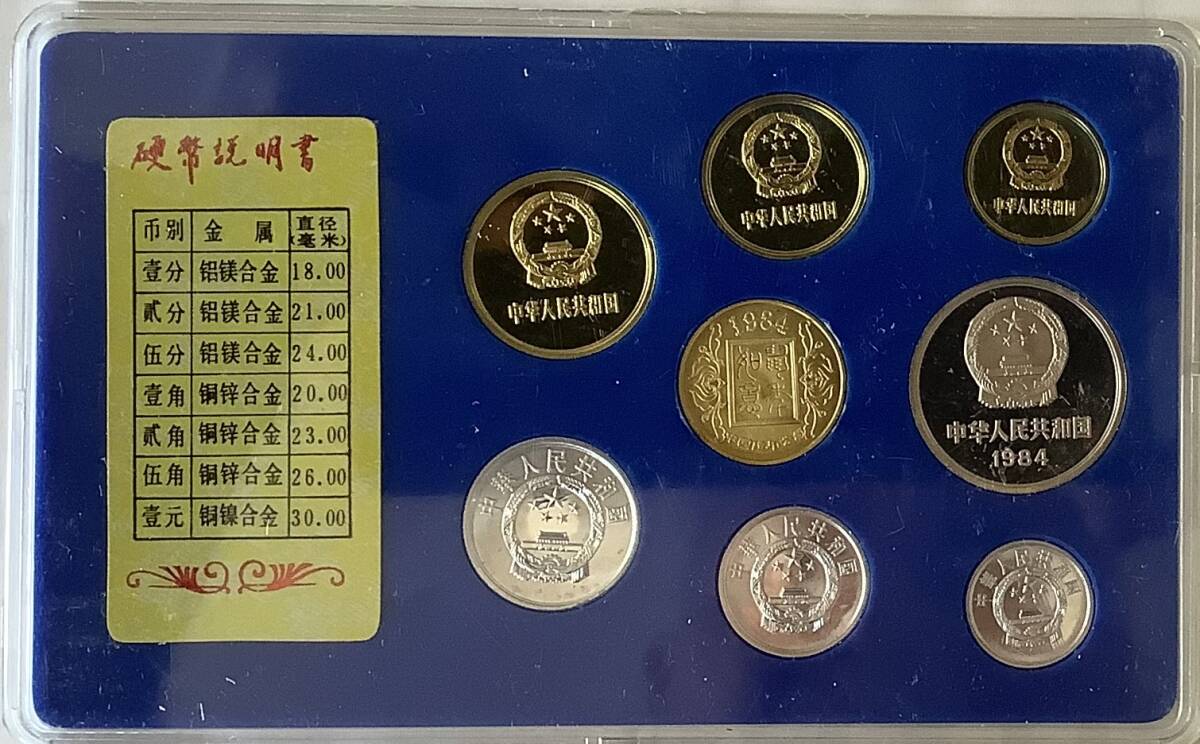 硬幣説明書
币别 金属 直径(毫米)
壹分 铝镁合金 18.00
贰分 铝镁合金 21.00
伍分 铝镁合金 24.00
壹角 铜锌合金 20.00
贰角 铜锌合金 23.00
伍角 铜锌合金 26.00
壹元 铜镍合金 30.00
中华人民共和国
中华人民共和国
中华人民共和国
1984
中华人民共和国
1984
中華人民共和国
中華人民共和国
中華人民共和国